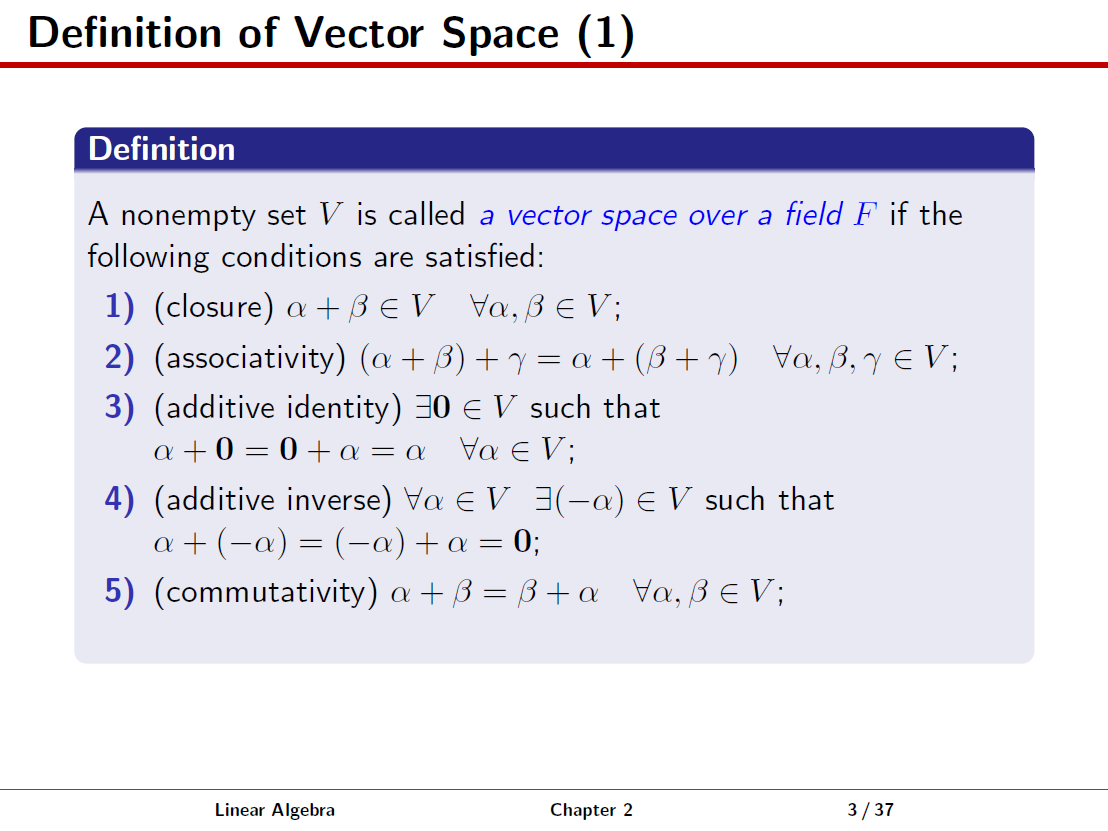 Definition of Vector Space (1)
Definition
A nonempty set V is called a vector space over a field F if the
following conditions are satisfied:
1) (closure) α + β ∈ V ∀α, β ∈ V;
2) (associativity) (α + β) + γ = α + (β + γ) ∀α, β, γ ∈ V;
3) (additive identity) ∃0 ∈ V such that
α + 0 = 0 + α = α ∀α ∈ V;
4) (additive inverse) ∀α ∈ V ∃(−α) ∈ V such that
α + (−α) = (−α) + α = 0;
5) (commutativity) α + β = β + α ∀α, β ∈ V;
Linear Algebra Chapter 2 3 / 37